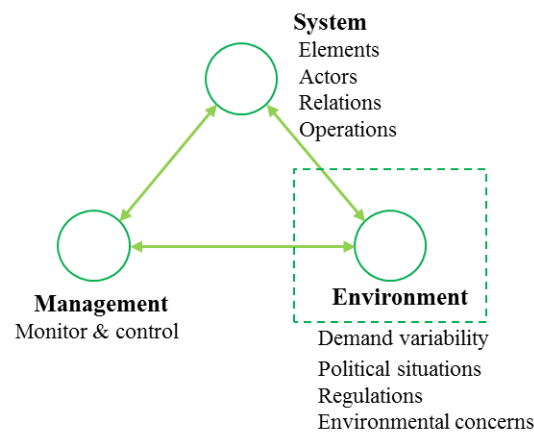 System
Elements
Actors
Relations
Operations
Management
Monitor & control
Environment
Demand variability
Political situations
Regulations
Environmental concerns